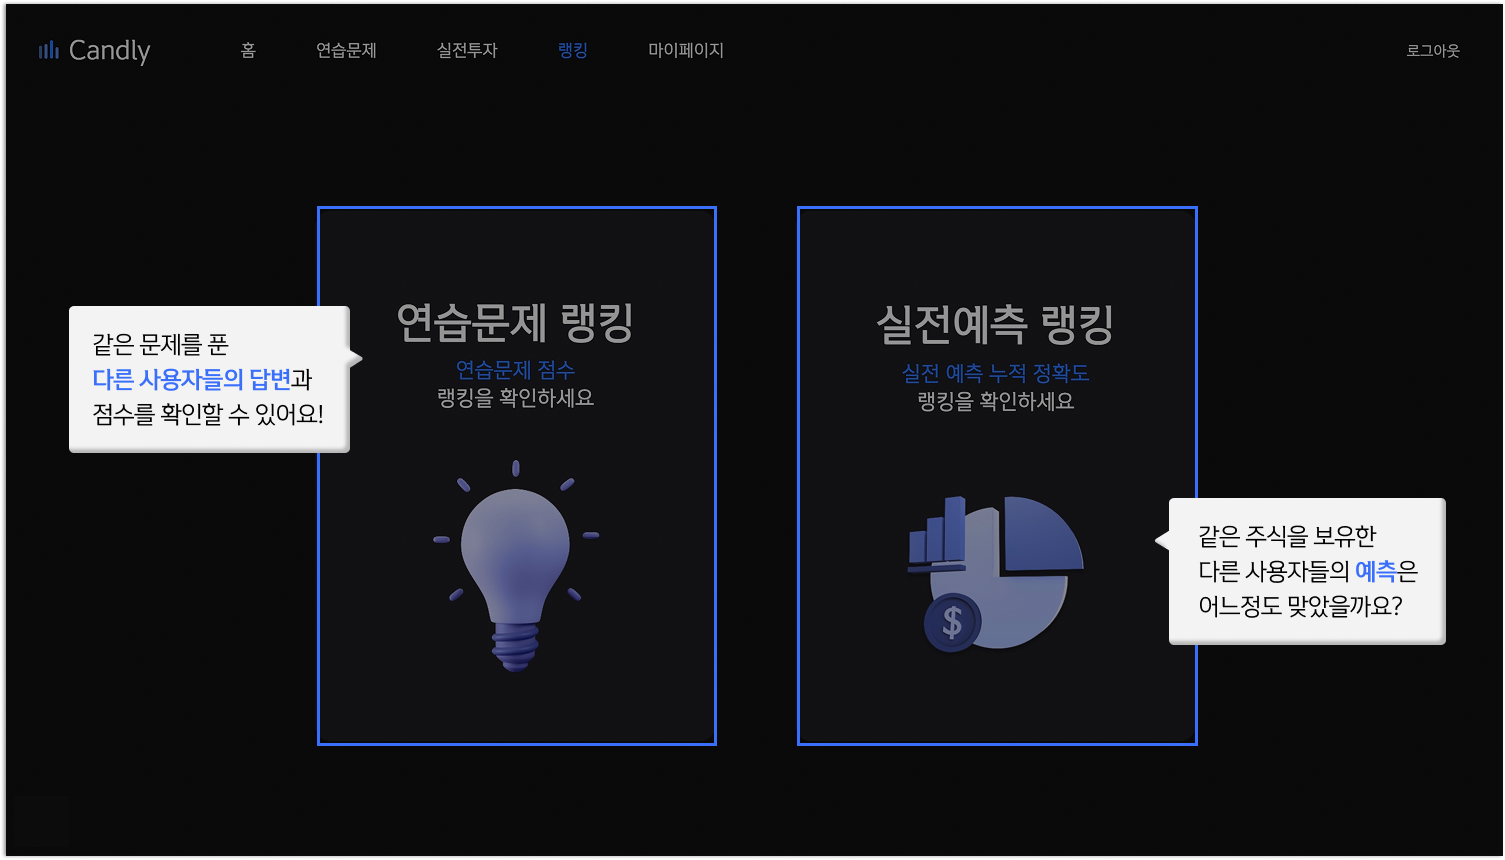 Candly
홈
연습문제
실전투자
랭킹
마이페이지
로그아웃
같은 문제를 푼
다른 사용자들의 답변과
점수를 확인할 수 있어요!
연습문제 랭킹
연습문제 점수
랭킹을 확인하세요
실전예측 랭킹
실전 예측 누적 정확도
랭킹을 확인하세요
$
같은 주식을 보유한
다른 사용자들의 예측은
어느정도 맞았을까요?